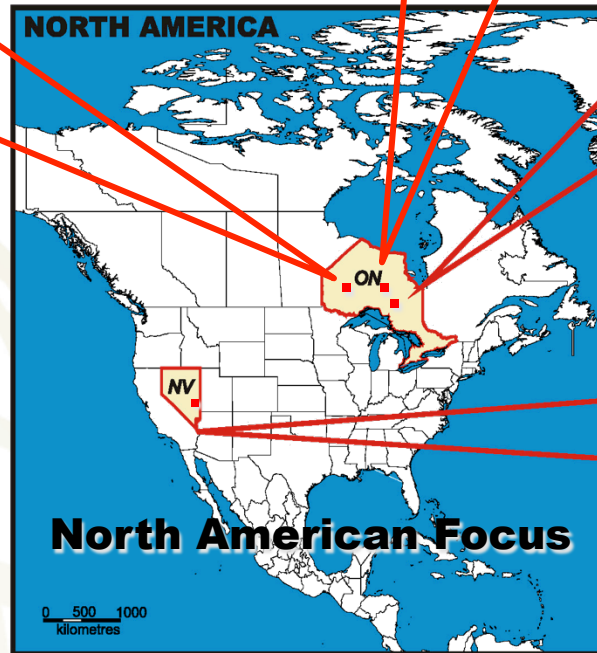 NORTH AMERICA
ON
NV
North American Focus
0 500 1000
kilometres